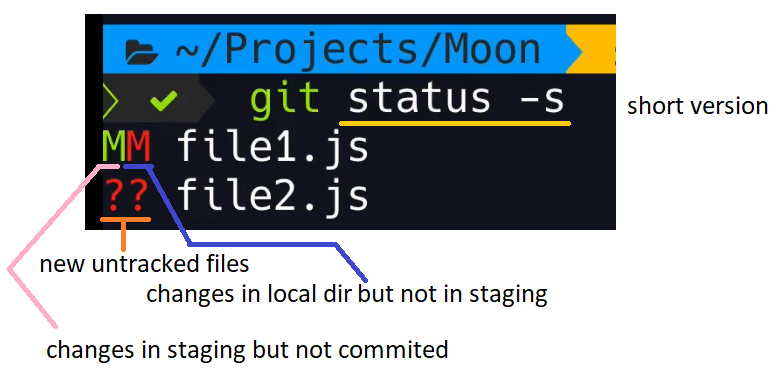 ~/Projects/Moon
git status -s
short version
MM file1.js
?? file2.js
new untracked files
changes in local dir but not in staging
changes in staging but not commited